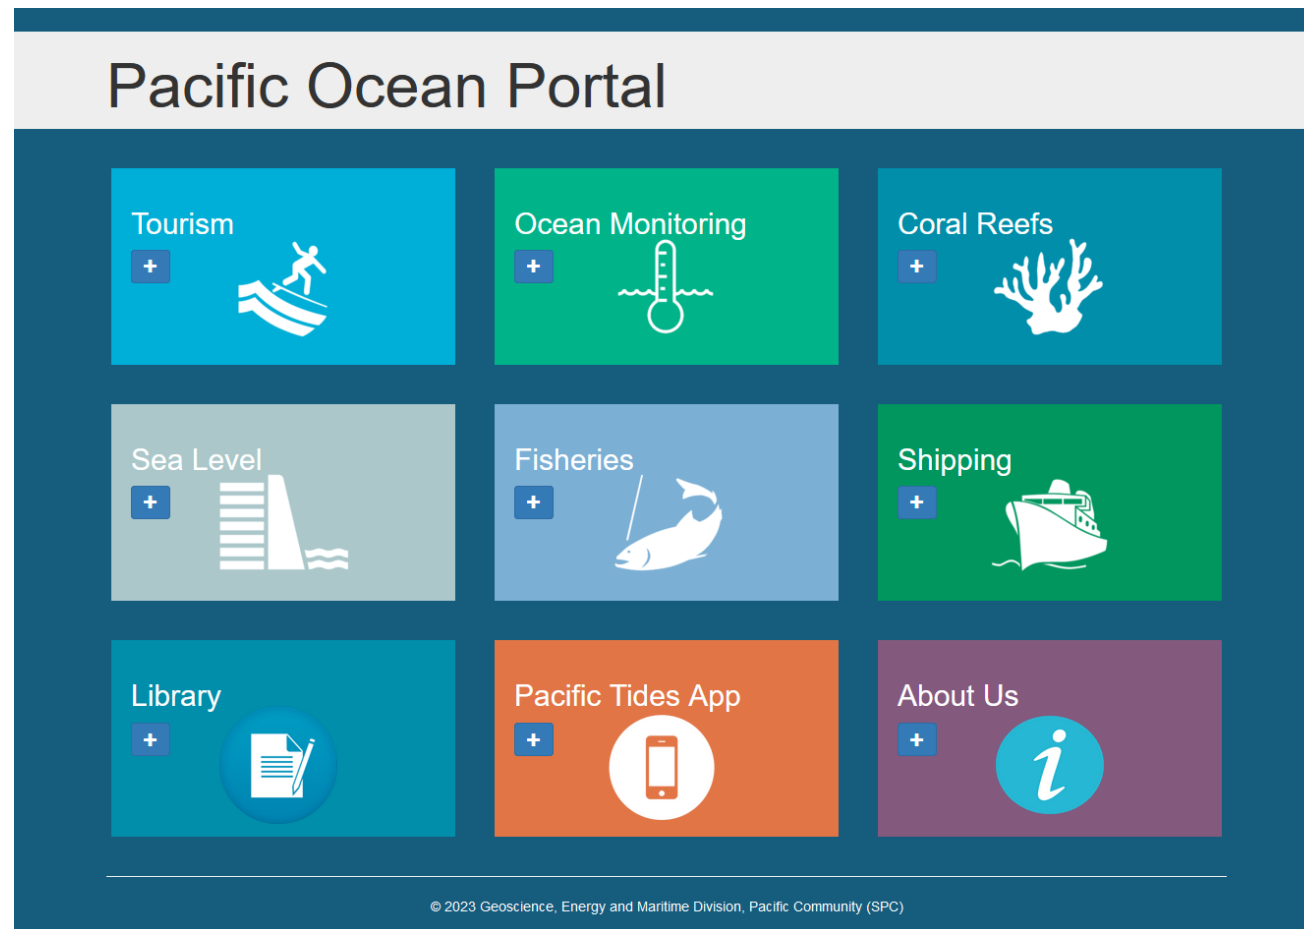 Pacific Ocean Portal
Tourism
Ocean Monitoring
Coral Reefs
Sea Level
Fisheries
Shipping
Library
Pacific Tides App
About Us
© 2023 Geoscience, Energy and Maritime Division, Pacific Community (SPC)